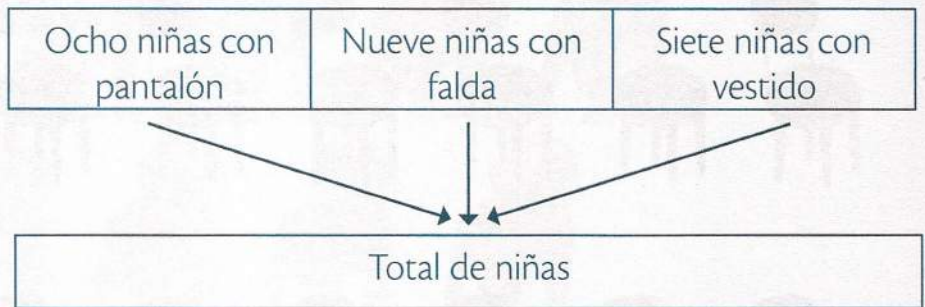 Ocho niñas con
pantalón
Nueve niñas con
falda
Siete niñas con
vestido
Total de niñas